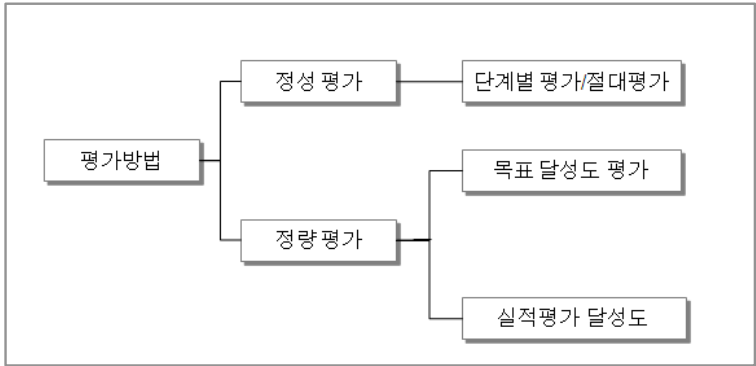 정성 평가
단계별 평가/절대평가
평가방법
목표 달성도 평가
정량 평가
실적평가 달성도